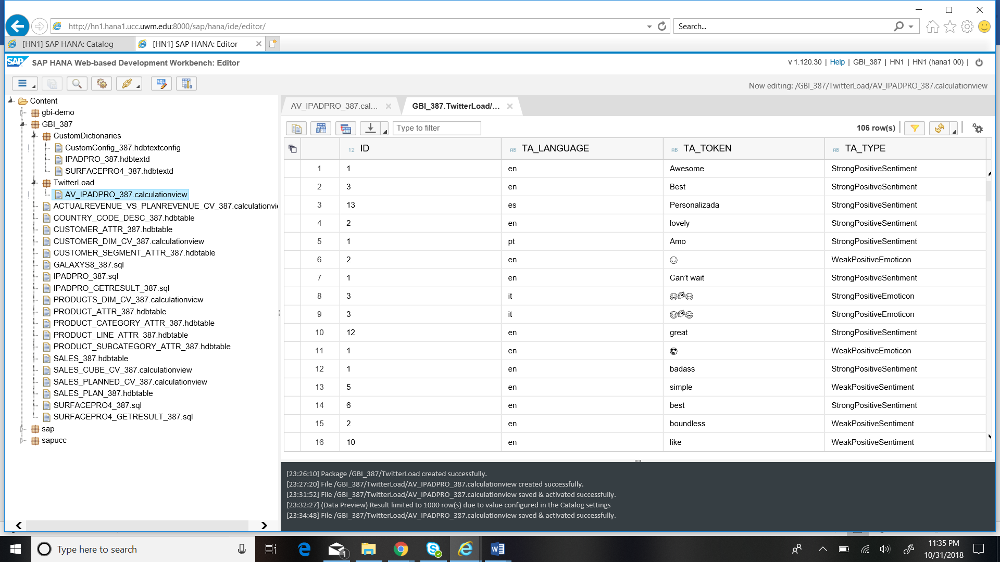 http://hn1.hana1.ucc.uwm.edu:8000/sap/hana/ide/editor/
Search...
[HN1] SAP HANA: Catalog
[HN1] SAP HANA: Editor
SAP
SAP HANA Web-based Development Workbench: Editor
v 1.120.30 | Help | GBI_387 | HN1 | HN1 (hana1 00) |
SQL
Now editing: /GBI_387/TwitterLoad/AV_IPADPRO_387.calculationview
Content
gbi-demo
GBI_387
CustomDictionaries
CustomConfig_387.hdbtextconfig
IPADPRO_387.hdbtextd
SURFACEPRO4_387.hdbtextd
TwitterLoad
AV_IPADPRO_387.calculationview
ACTUALREVENUE_VS_PLANREVENUE_CV_387.calculationvi
COUNTRY_CODE_DESC_387.hdbtable
CUSTOMER_ATTR_387.hdbtable
CUSTOMER_DIM_CV_387.calculationview
CUSTOMER_SEGMENT_ATTR_387.hdbtable
GALAXYS8_387.sql
IPADPRO_387.sql
IPADPRO_GETRESULT_387.sql
PRODUCTS_DIM_CV_387.calculationview
PRODUCT_ATTR_387.hdbtable
PRODUCT_CATEGORY_ATTR_387.hdbtable
PRODUCT_LINE_ATTR_387.hdbtable
PRODUCT_SUBCATEGORY_ATTR_387.hdbtable
SALES_387.hdbtable
SALES_CUBE_CV_387.calculationview
SALES_PLANNED_CV_387.calculationview
SALES_PLAN_387.hdbtable
SURFACEPRO4_387.sql
SURFACEPRO4_GETRESULT_387.sql
sap
sapucc
AV_IPADPRO_387.cal...
GBI_387.TwitterLoad/...
Type to filter
106 row(s)
12 ID AB TA_LANGUAGE AB TA_TOKEN AB TA_TYPE
1 1 en Awesome StrongPositiveSentiment
2 3 en Best StrongPositiveSentiment
3 13 es Personalizada StrongPositiveSentiment
4 2 en lovely StrongPositiveSentiment
5 1 pt Amo StrongPositiveSentiment
6 2 en ☺ WeakPositiveEmoticon
7 1 en Can’t wait StrongPositiveSentiment
8 3 it StrongPositiveEmoticon
9 3 it StrongPositiveEmoticon
10 12 en great StrongPositiveSentiment
11 1 en 😎 WeakPositiveEmoticon
12 1 en badass StrongPositiveSentiment
13 5 en simple WeakPositiveSentiment
14 6 en best StrongPositiveSentiment
15 2 en boundless WeakPositiveSentiment
16 10 en like WeakPositiveSentiment
[23:26:10] Package /GBI_387/TwitterLoad created successfully.
[23:27:20] File /GBI_387/TwitterLoad/AV_IPADPRO_387.calculationview created successfully.
[23:31:52] File /GBI_387/TwitterLoad/AV_IPADPRO_387.calculationview saved & activated successfully.
[23:32:27] (Data Preview) Result limited to 1000 row(s) due to value configured in the Catalog settings
[23:34:48] File /GBI_387/TwitterLoad/AV_IPADPRO_387.calculationview saved & activated successfully.
Type here to search
1
11:35 PM
10/31/2018